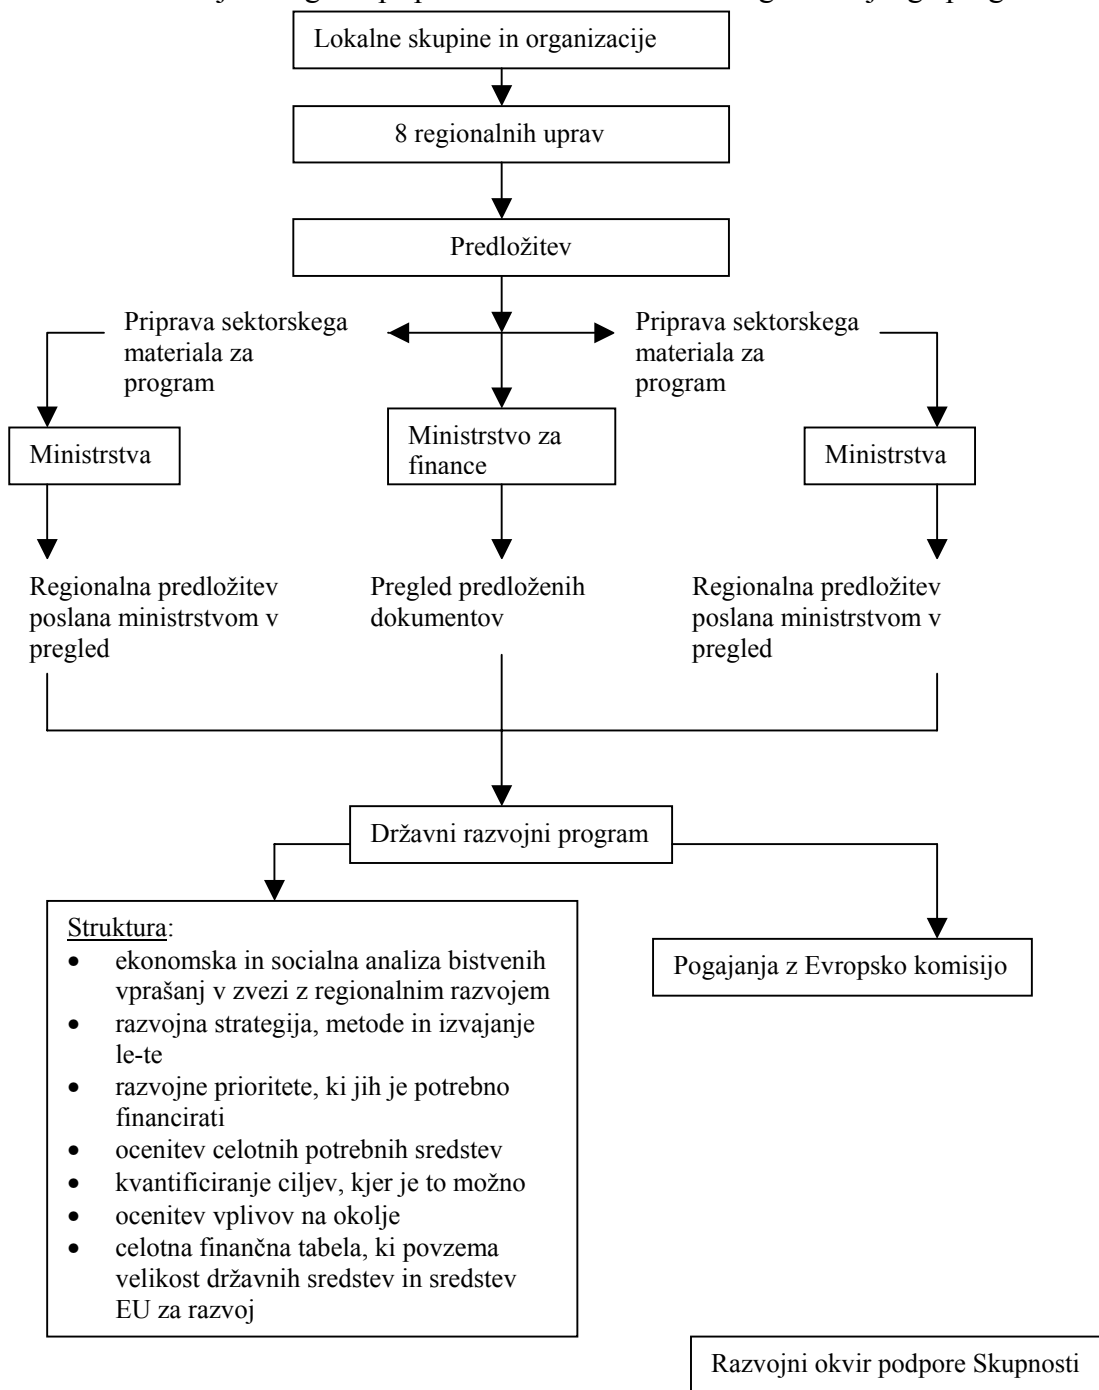 Lokalne skupine in organizacije
8 regionalnih uprav
Predložitev
Priprava sektorskega
materiala za
program
Priprava sektorskega
materiala za
program
Ministrstva
Ministrstvo za
finance
Ministrstva
Regionalna predložitev
poslana ministrstvom v
pregled
Pregled predloženih
dokumentov
Regionalna predložitev
poslana ministrstvom v
pregled
Državni razvojni program
Struktura:
• ekonomska in socialna analiza bistvenih
vprašanj v zvezi z regionalnim razvojem
• razvojna strategija, metode in izvajanje
le-te
• razvojne prioritete, ki jih je potrebno
financirati
• ocenitev celotnih potrebnih sredstev
• kvantificiranje ciljev, kjer je to možno
• ocenitev vplivov na okolje
• celotna finančna tabela, ki povzema
velikost državnih sredstev in sredstev
EU za razvoj
Pogajanja z Evropsko komisijo
Razvojni okvir podpore Skupnosti